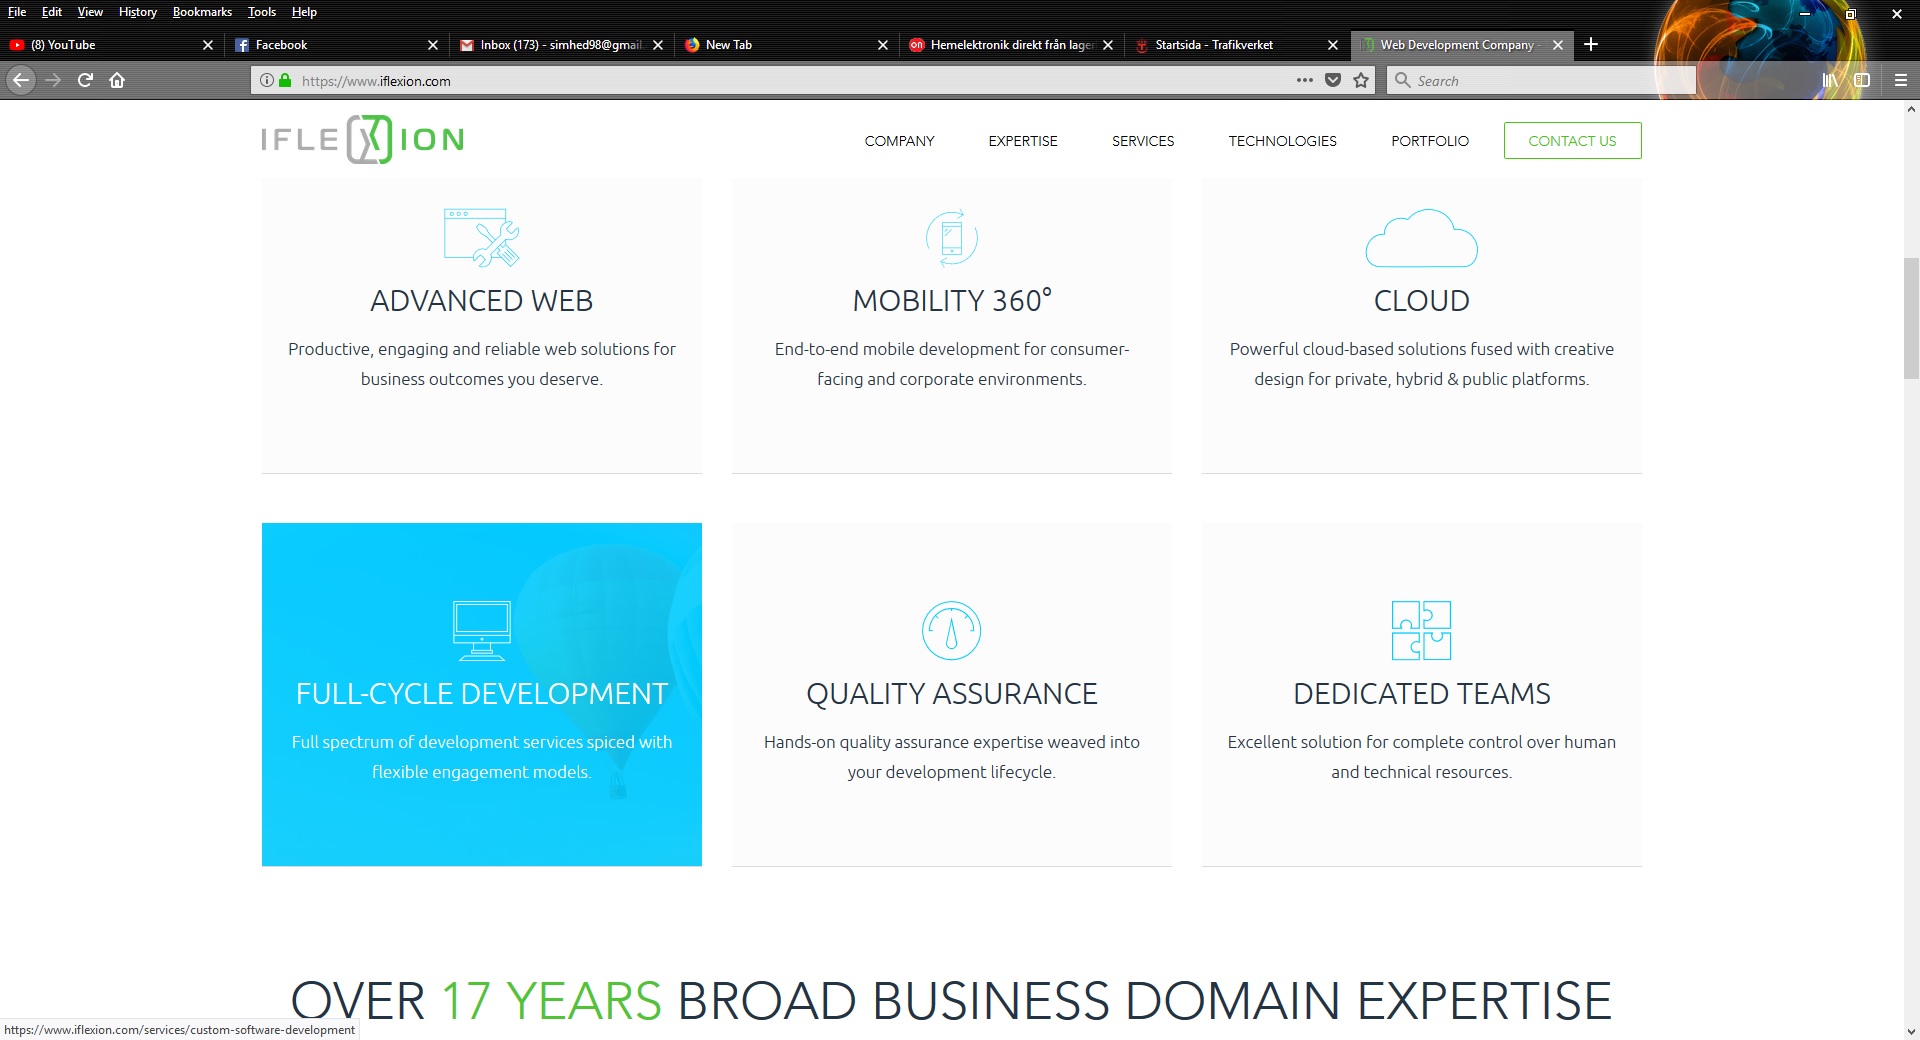 File Edit View History Bookmarks Tools Help
(8) YouTube
Facebook
Inbox (173) - simhed98@gmail.
New Tab
Hemelektronik direkt från lager
Startsida - Trafikverket
Web Development Company -
https://www.iflexion.com
Search
IFLEXION
COMPANY
EXPERTISE
SERVICES
TECHNOLOGIES
PORTFOLIO
CONTACT US
ADVANCED WEB
Productive, engaging and reliable web solutions for
business outcomes you deserve.
MOBILITY 360°
End-to-end mobile development for consumer-
facing and corporate environments.
CLOUD
Powerful cloud-based solutions fused with creative
design for private, hybrid & public platforms.
FULL-CYCLE DEVELOPMENT
Full spectrum of development services spiced with
flexible engagement models.
QUALITY ASSURANCE
Hands-on quality assurance expertise weaved into
your development lifecycle.
DEDICATED TEAMS
Excellent solution for complete control over human
and technical resources.
OVER 17 YEARS BROAD BUSINESS DOMAIN EXPERTISE
https://www.iflexion.com/services/custom-software-development